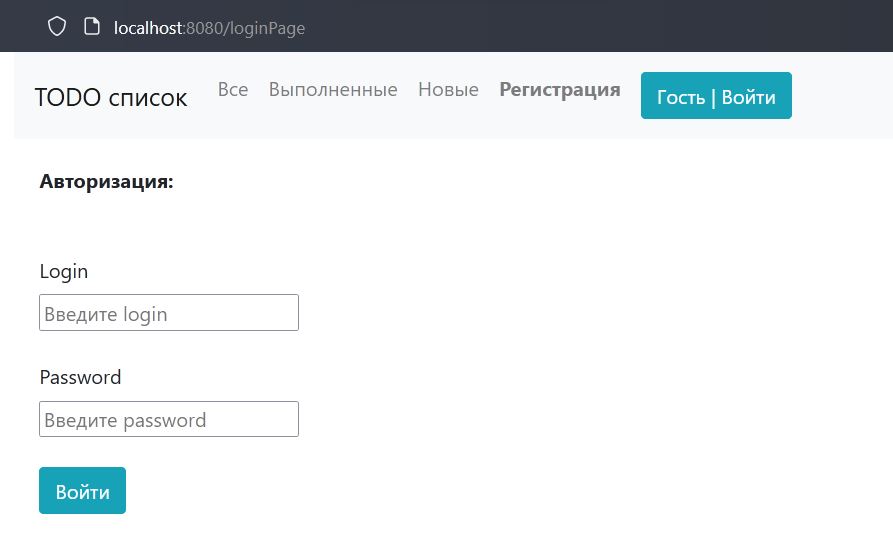 localhost:8080/loginPage
TODO список Все Выполненные Новые Регистрация Гость | Войти
Авторизация:
Login
Введите login
Password
Введите password
Войти